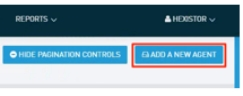 REPORTS HEXISTOR
HIDE PAGINATION CONTROLS ADD A NEW AGENT